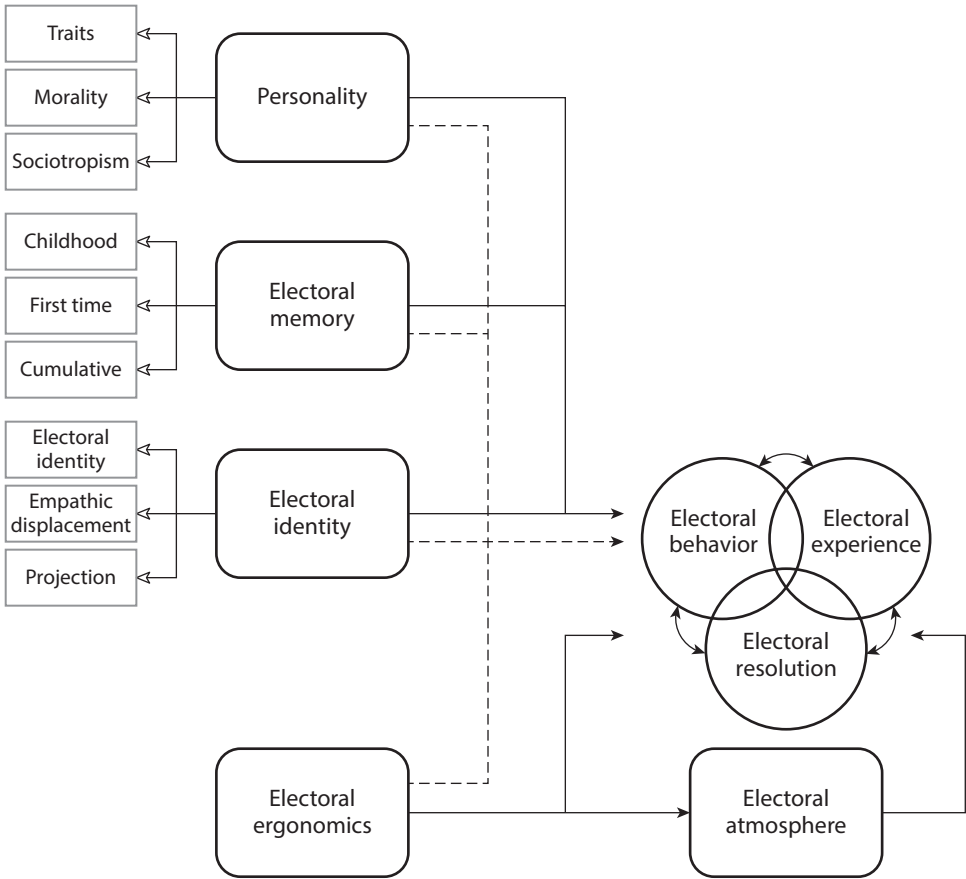 Traits
Morality
Sociotropism
Personality
Childhood
First time
Cumulative
Electoral
memory
Electoral
identity
Empathic
displacement
Projection
Electoral
identity
Electoral
behavior
Electoral
experience
Electoral
resolution
Electoral
ergonomics
Electoral
atmosphere